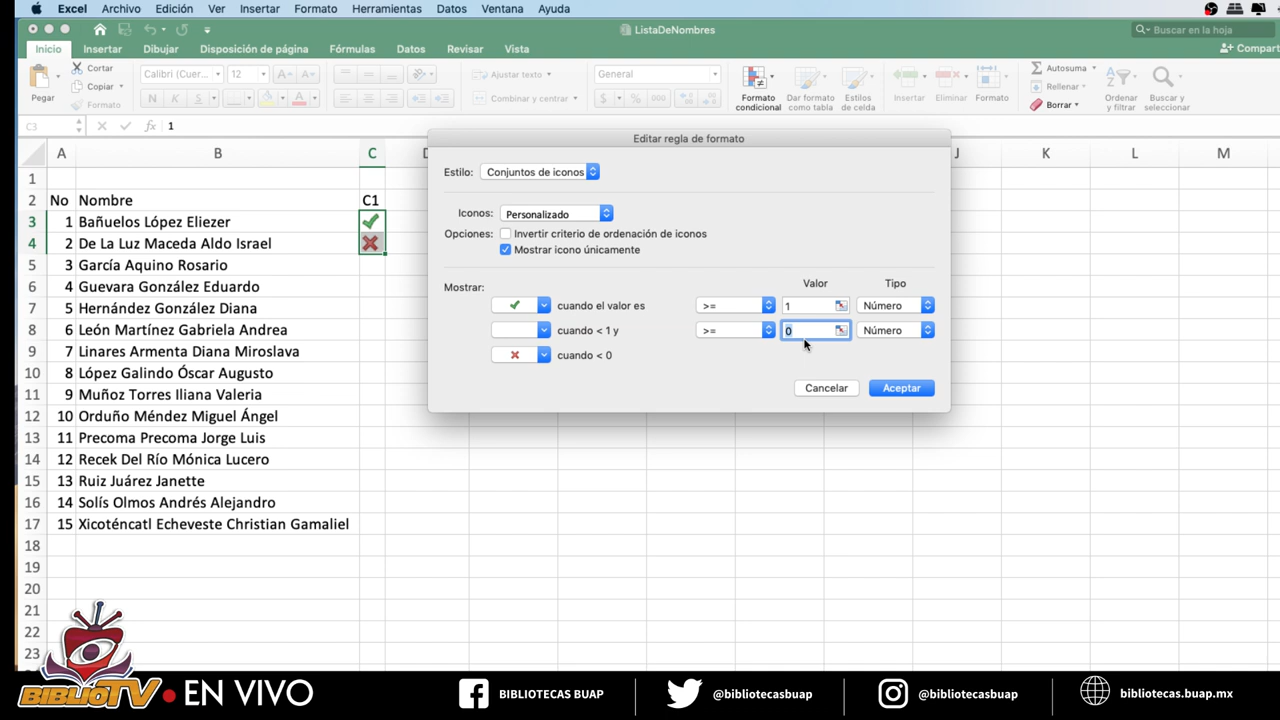 Excel Archivo Edición Ver Insertar Formato Herramientas Datos Ventana Ayuda
ListaDeNombres
Buscar en la hoja
Inicio Insertar Dibujar Disposición de página Fórmulas Datos Revisar Vista
Compart
Pegar
Cortar
Copiar
Formato
Calibri (Cuer... 12 A A
N K S
Ajustar texto
Combinar y centrar
General
$ % 000
Formato condicional
Dar formato como tabla
Estilos de celda
Insertar
Eliminar
Formato
Autosuma
Rellenar
Borrar
Ordenar y filtrar
Buscar y seleccionar
C3 fx 1
A B C D J K L M
1
2 No Nombre C1
3 1 Bañuelos López Eliezer
4 2 De La Luz Maceda Aldo Israel
5 3 García Aquino Rosario
6 4 Guevara González Eduardo
7 5 Hernández González Diana
8 6 León Martínez Gabriela Andrea
9 7 Linares Armenta Diana Miroslava
10 8 López Galindo Óscar Augusto
11 9 Muñoz Torres Iliana Valeria
12 10 Orduño Méndez Miguel Ángel
13 11 Precoma Precoma Jorge Luis
14 12 Recek Del Río Mónica Lucero
15 13 Ruiz Juárez Janette
16 14 Solís Olmos Andrés Alejandro
17 15 Xicoténcatl Echeveste Christian Gamaliel
18
19
20
21
22
23
Editar regla de formato
Estilo: Conjuntos de iconos
Iconos: Personalizado
Opciones: Invertir criterio de ordenación de iconos
Mostrar icono únicamente
Mostrar: Valor Tipo
cuando el valor es >= 1 Número
cuando < 1 y >= 0 Número
cuando < 0
Cancelar Aceptar
BIBLIOTV EN VIVO
BIBLIOTECAS BUAP
@bibliotecasbuap
@bibliotecasbuap
bibliotecas.buap.mx